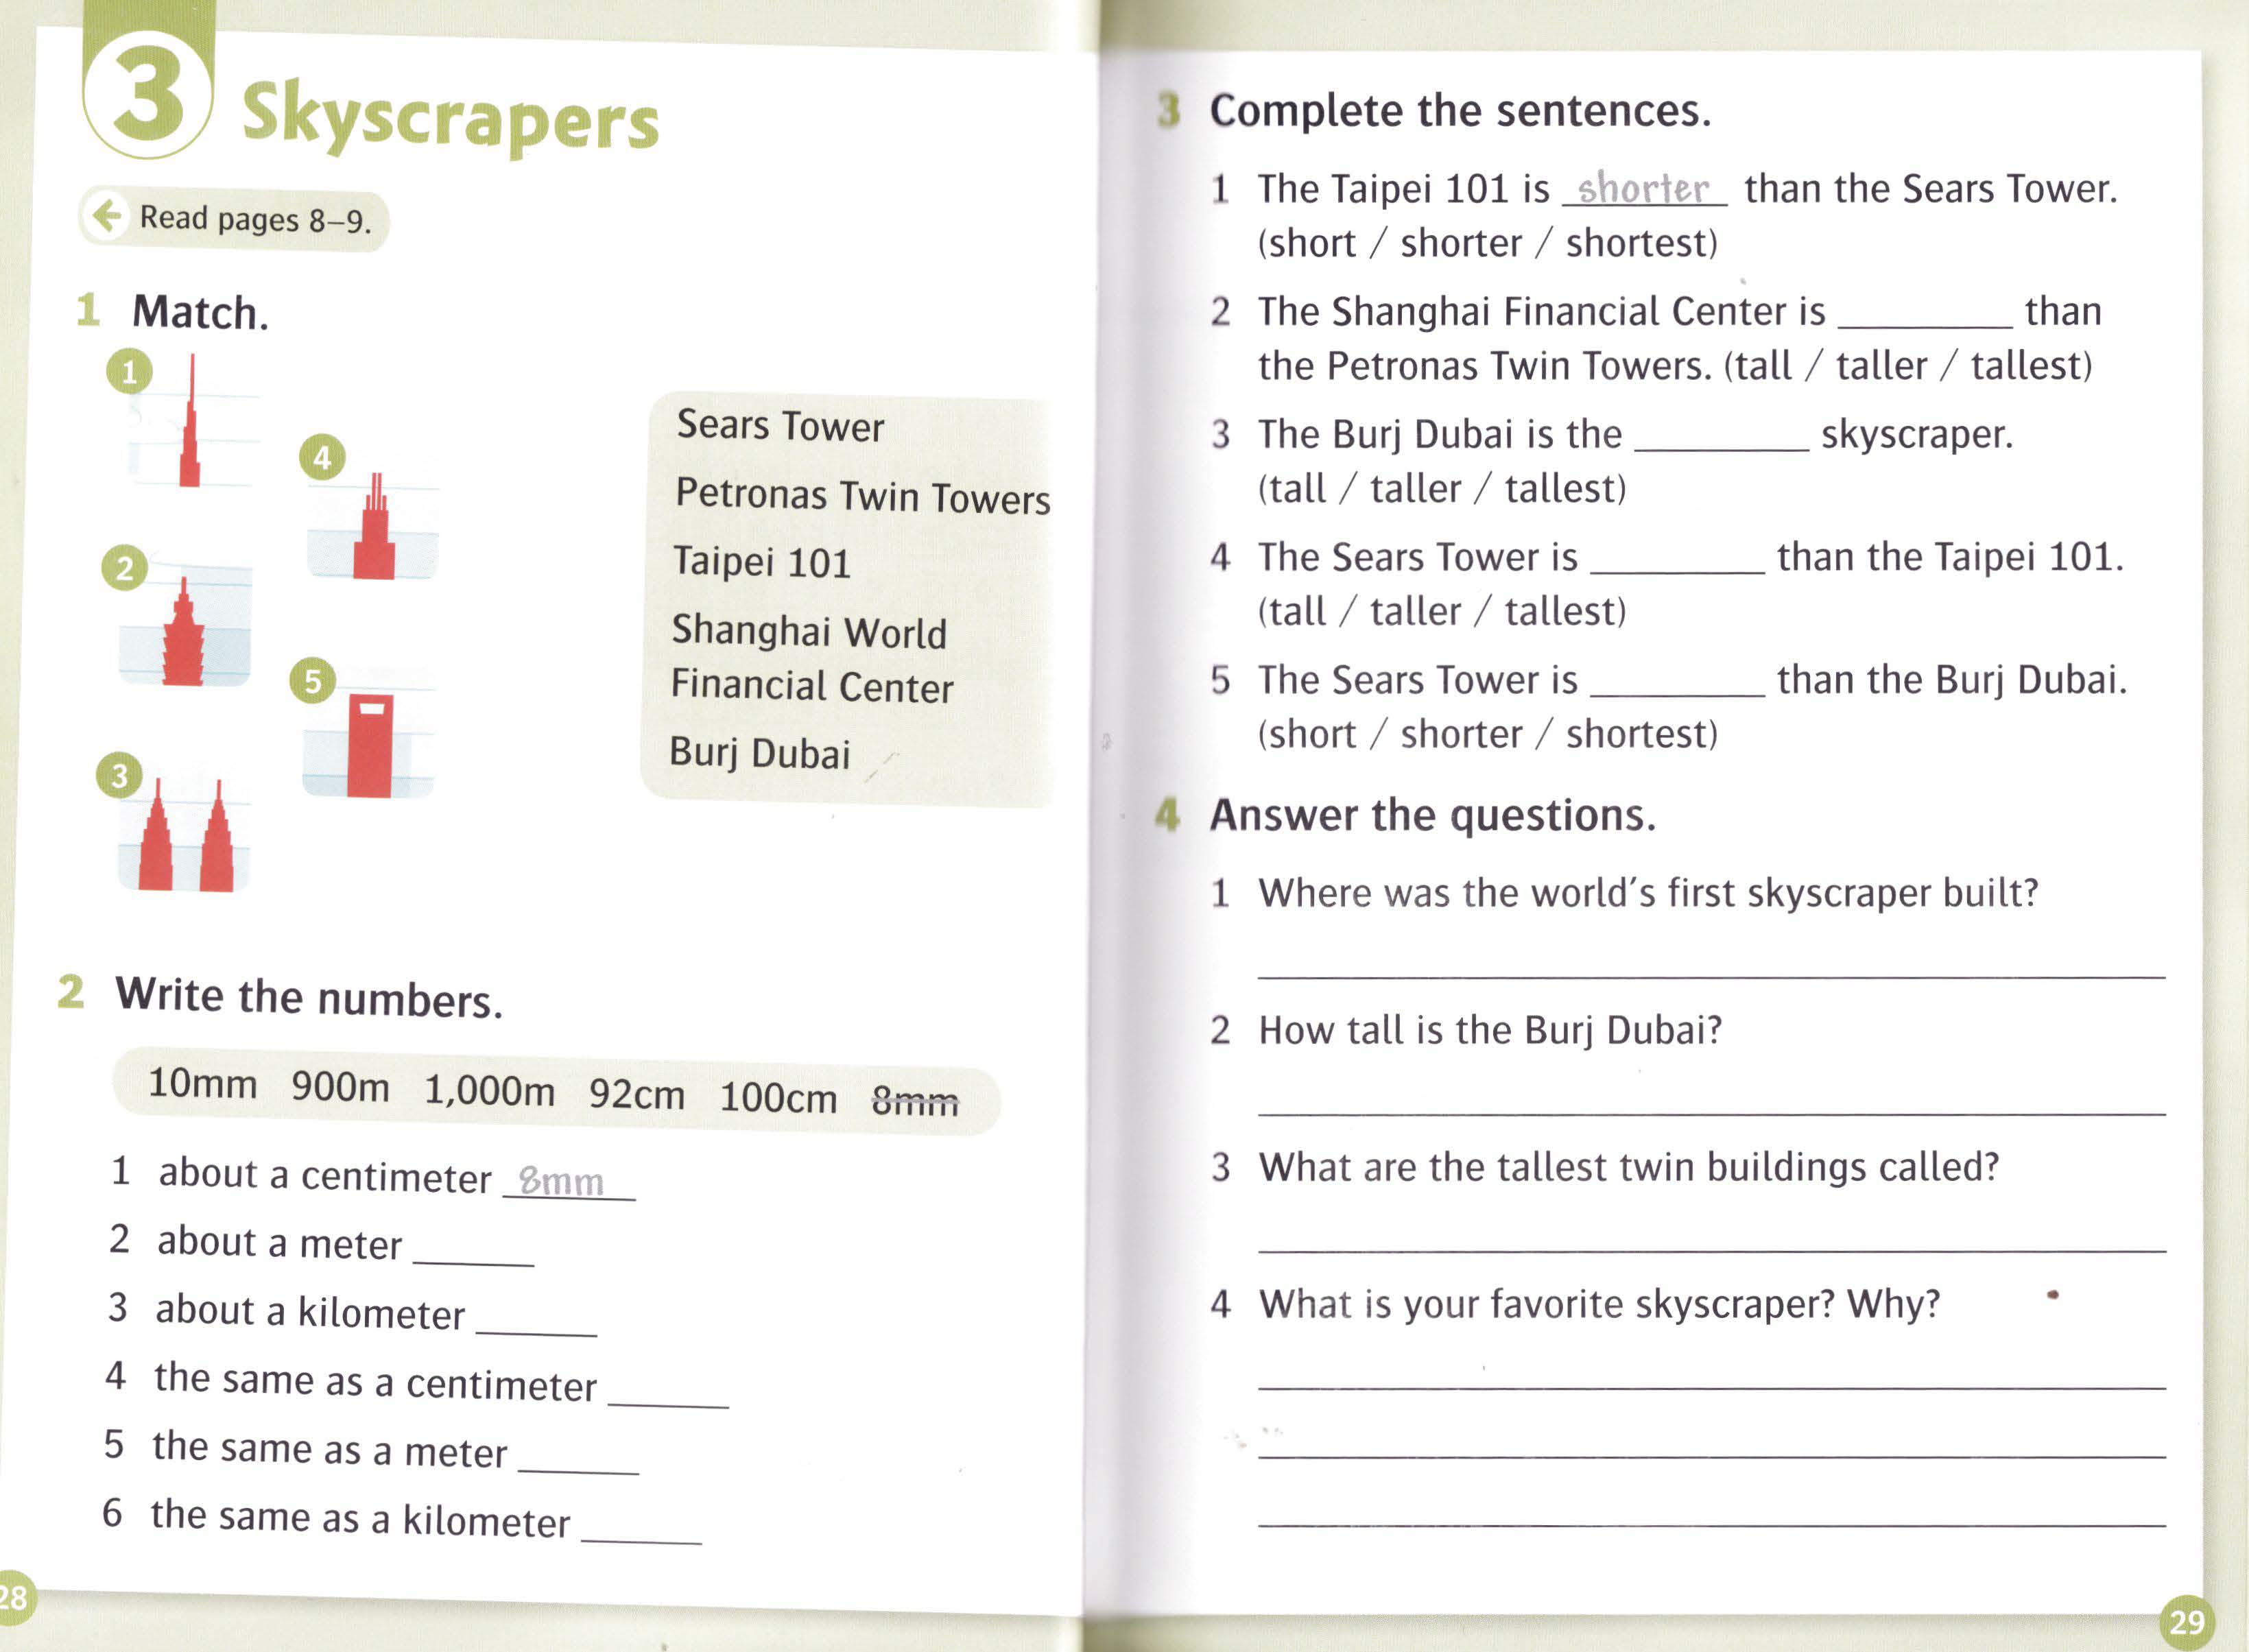 3 Skyscrapers
Read pages 8–9.
1 Match.
1
4
2
5
3
Sears Tower
Petronas Twin Towers
Taipei 101
Shanghai World
Financial Center
Burj Dubai
2 Write the numbers.
10mm 900m 1,000m 92cm 100cm 8mm
1 about a centimeter 8mm
2 about a meter ______
3 about a kilometer ______
4 the same as a centimeter ______
5 the same as a meter ______
6 the same as a kilometer ______
28
3 Complete the sentences.
1 The Taipei 101 is shorter than the Sears Tower.
(short / shorter / shortest)
2 The Shanghai Financial Center is ________ than
the Petronas Twin Towers. (tall / taller / tallest)
3 The Burj Dubai is the ________ skyscraper.
(tall / taller / tallest)
4 The Sears Tower is ________ than the Taipei 101.
(tall / taller / tallest)
5 The Sears Tower is ________ than the Burj Dubai.
(short / shorter / shortest)
4 Answer the questions.
1 Where was the world's first skyscraper built?
2 How tall is the Burj Dubai?
3 What are the tallest twin buildings called?
4 What is your favorite skyscraper? Why?
29